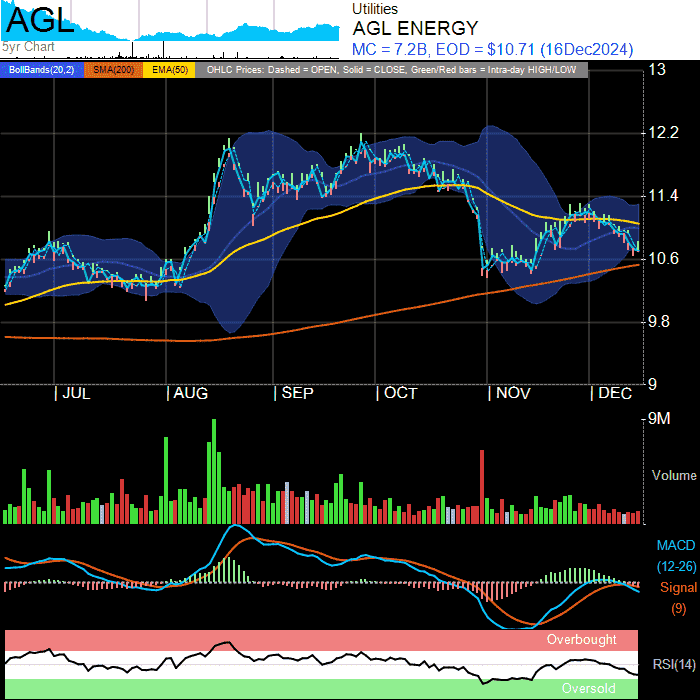 AGL
5yr Chart
Utilities
AGL ENERGY
MC = 7.2B, EOD = $10.71 (16Dec2024)
BollBands(20,2) SMA(200) EMA(50) OHLC Prices: Dashed = OPEN, Solid = CLOSE, Green/Red bars = Intra-day HIGH/LOW
13
12.2
11.4
10.6
9.8
9
| JUL | AUG | SEP | OCT | NOV | DEC
9M
Volume
MACD
(12-26)
Signal
(9)
Overbought
RSI(14)
Oversold